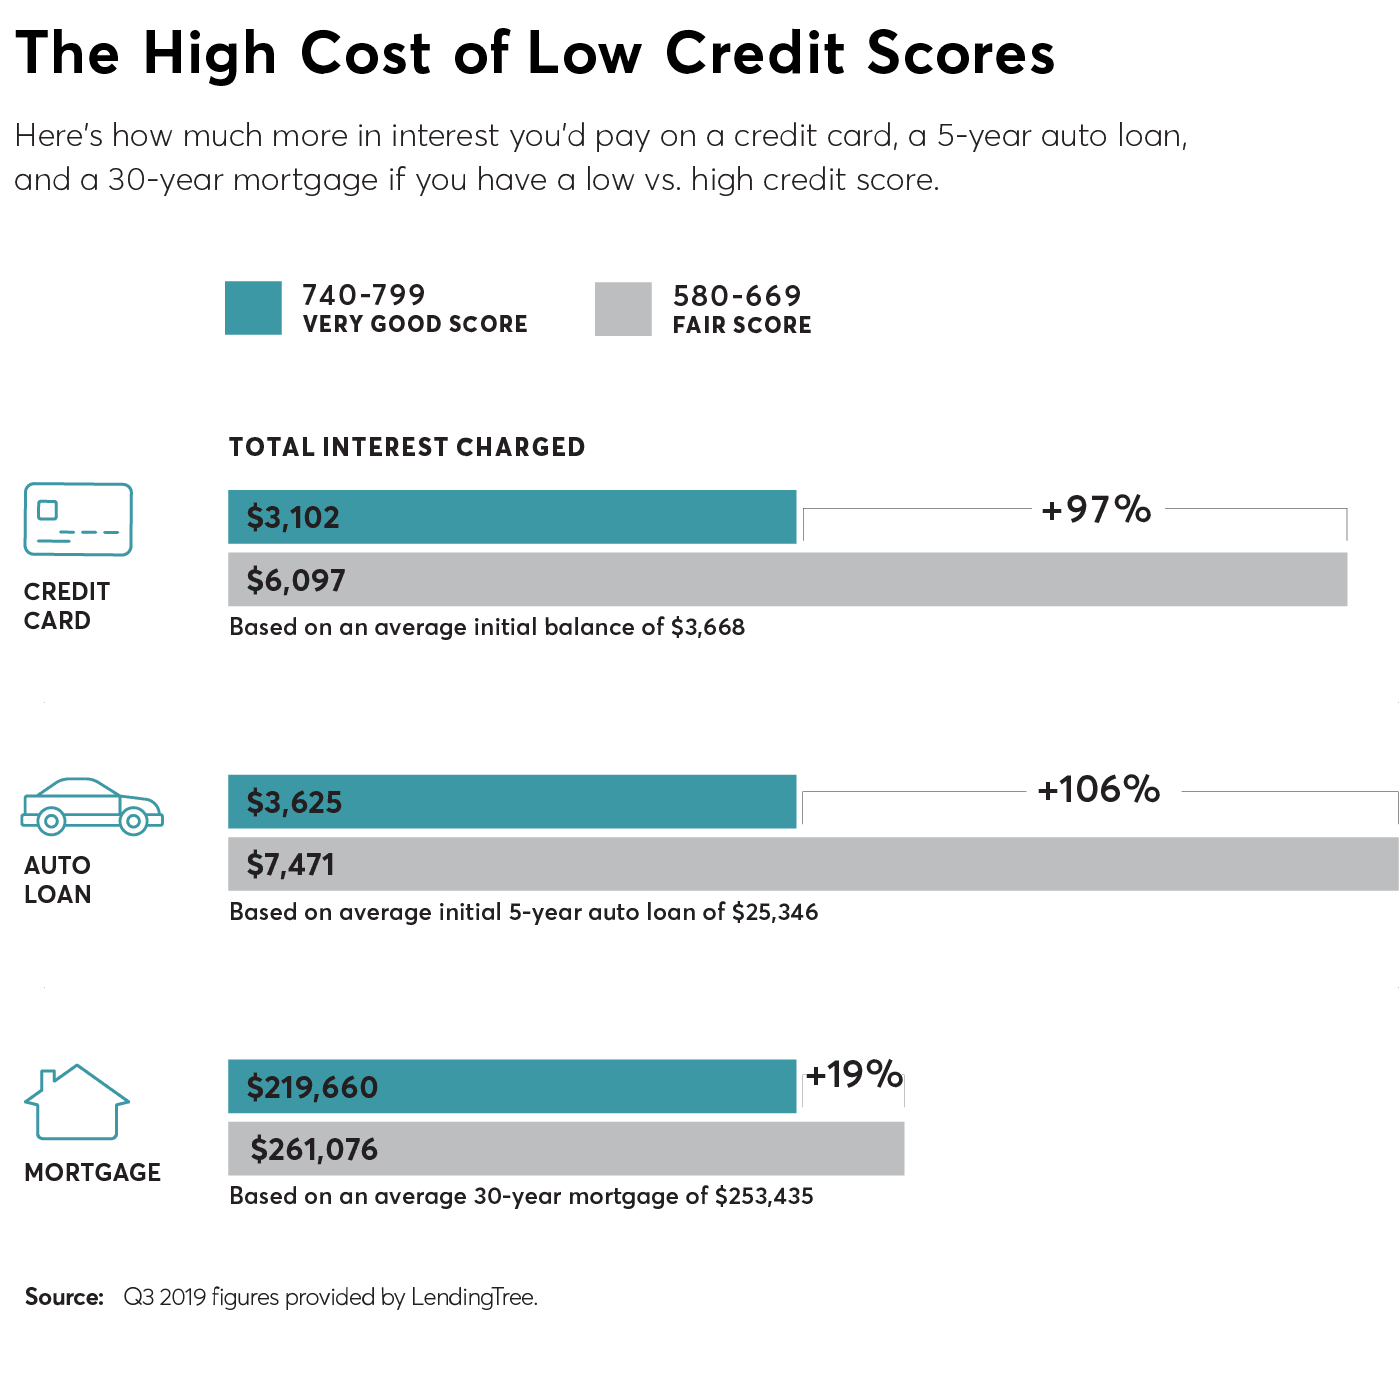 The High Cost of Low Credit Scores
Here's how much more in interest you'd pay on a credit card, a 5-year auto loan,
and a 30-year mortgage if you have a low vs. high credit score.
740-799
VERY GOOD SCORE
580-669
FAIR SCORE
TOTAL INTEREST CHARGED
CREDIT
CARD
$3,102
+97%
$6,097
Based on an average initial balance of $3,668
AUTO
LOAN
$3,625
+106%
$7,471
Based on average initial 5-year auto loan of $25,346
MORTGAGE
$219,660
+19%
$261,076
Based on an average 30-year mortgage of $253,435
Source: Q3 2019 figures provided by LendingTree.